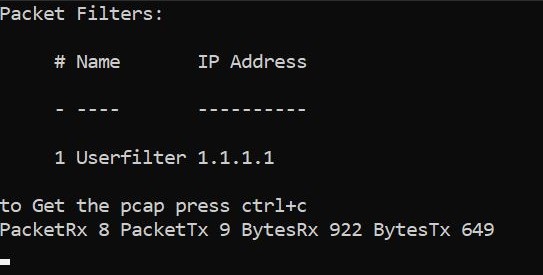 Packet Filters:
# Name IP Address
- ---- ----------
1 Userfilter 1.1.1.1
to Get the pcap press ctrl+c
PacketRx 8 PacketTx 9 BytesRx 922 BytesTx 649